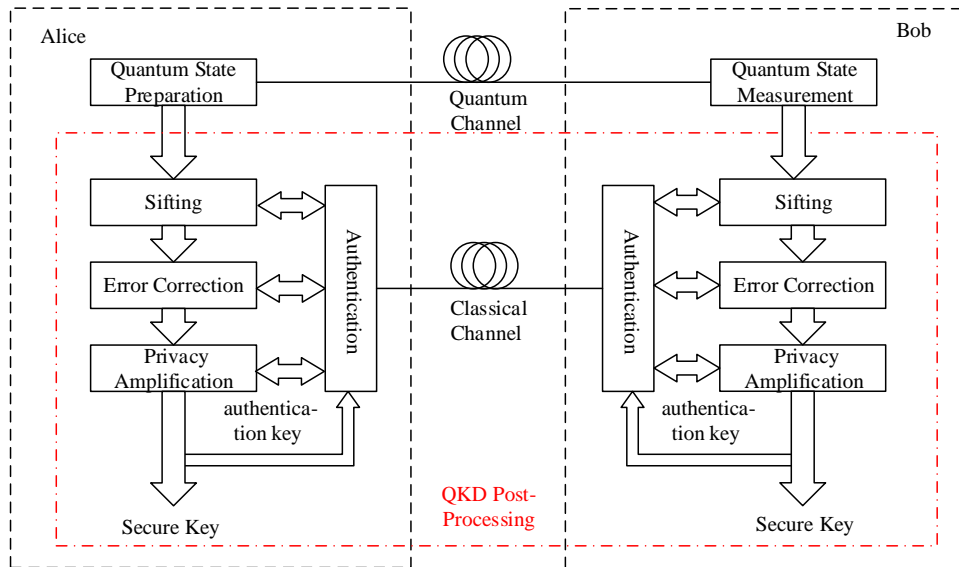 Alice
Bob
Quantum State
Preparation
Quantum
Channel
Quantum State
Measurement
Sifting
Error Correction
Privacy
Amplification
Authentication
authentica-
tion key
Secure Key
Classical
Channel
QKD Post-
Processing
Authentication
Sifting
Error Correction
Privacy
Amplification
authentica-
tion key
Secure Key